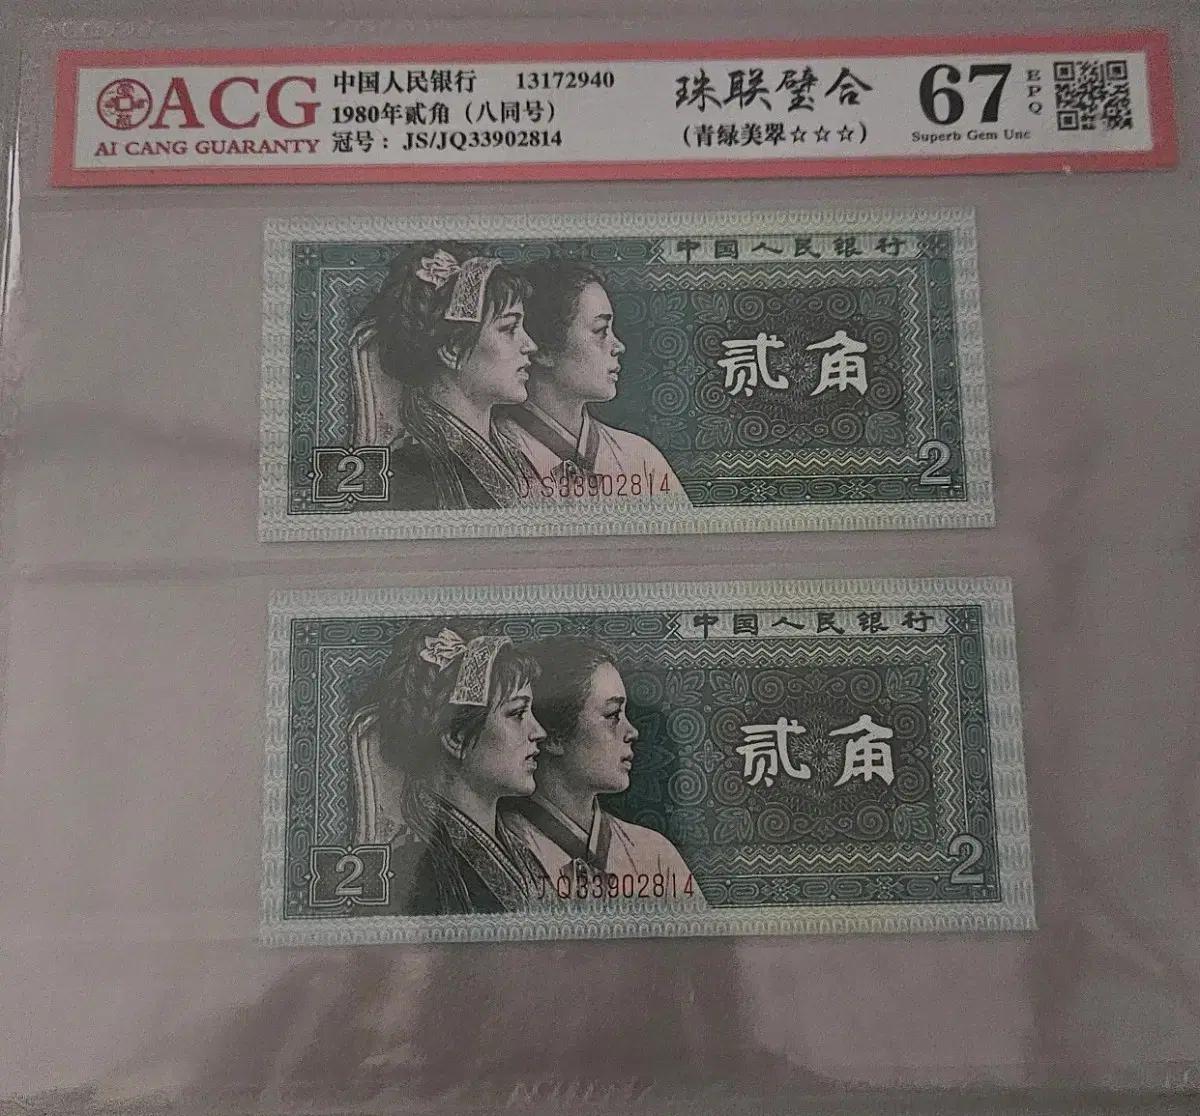 ACG
AI CANG GUARANTY
中国人民银行 13172940
1980年贰角（八同号）
冠号： JS/JQ33902814
珠联璧合
(青绿美翠☆☆☆)
67
EPQ
Superb Gem Unc
中国人民银行
贰角
2
2
JS33902814
中国人民银行
贰角
2
2
JQ33902814